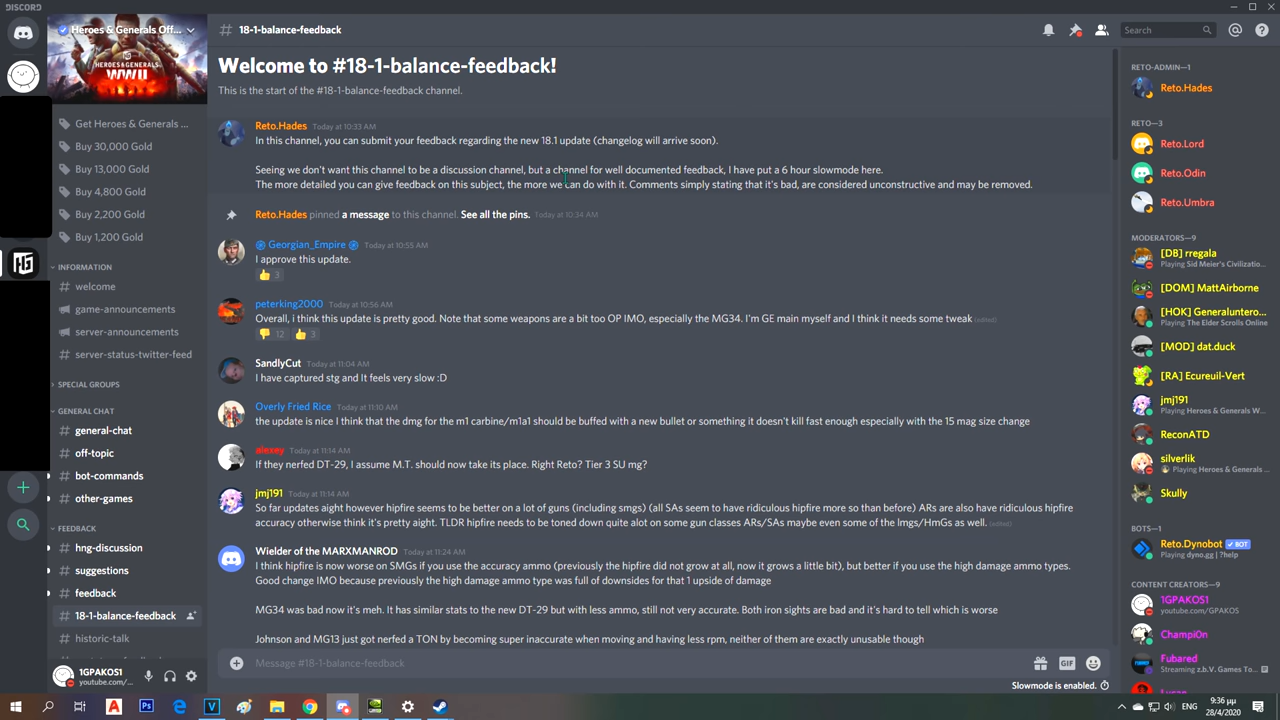 DISCORD
Heroes & Generals Off...
HEROES & GENERALS
WWII
Get Heroes & Generals ...
Buy 30,000 Gold
Buy 13,000 Gold
Buy 4,800 Gold
Buy 2,200 Gold
Buy 1,200 Gold
INFORMATION
welcome
game-announcements
server-announcements
server-status-twitter-feed
SPECIAL GROUPS
GENERAL CHAT
general-chat
off-topic
bot-commands
other-games
FEEDBACK
hng-discussion
suggestions
feedback
18-1-balance-feedback
historic-talk
1GPAKOS1
youtube.com/...
# 18-1-balance-feedback
Search
Welcome to #18-1-balance-feedback!
This is the start of the #18-1-balance-feedback channel.
Reto.Hades Today at 10:33 AM
In this channel, you can submit your feedback regarding the new 18.1 update (changelog will arrive soon).
Seeing we don't want this channel to be a discussion channel, but a channel for well documented feedback, I have put a 6 hour slowmode here.
The more detailed you can give feedback on this subject, the more we can do with it. Comments simply stating that it's bad, are considered unconstructive and may be removed.
Reto.Hades pinned a message to this channel. See all the pins. Today at 10:34 AM
Georgian_Empire Today at 10:55 AM
I approve this update.
3
peterking2000 Today at 10:56 AM
Overall, i think this update is pretty good. Note that some weapons are a bit too OP IMO, especially the MG34. I'm GE main myself and I think it needs some tweak (edited)
12 3
SandlyCut Today at 11:04 AM
I have captured stg and It feels very slow :D
Overly Fried Rice Today at 11:10 AM
the update is nice I think that the dmg for the m1 carbine/m1a1 should be buffed with a new bullet or something it doesn't kill fast enough especially with the 15 mag size change
alexey Today at 11:14 AM
If they nerfed DT-29, I assume M.T. should now take its place. Right Reto? Tier 3 SU mg?
jmj191 Today at 11:14 AM
So far updates aight however hipfire seems to be better on a lot of guns (including smgs) (all SAs seem to have ridiculous hipfire more so than before) ARs are also have ridiculous hipfire
accuracy otherwise think it's pretty aight. TLDR hipfire needs to be toned down quite alot on some gun classes ARs/SAs maybe even some of the lmgs/HmGs as well. (edited)
Wielder of the MARXMANROD Today at 11:24 AM
I think hipfire is now worse on SMGs if you use the accuracy ammo (previously the hipfire did not grow at all, now it grows a little bit), but better if you use the high damage ammo types.
Good change IMO because previously the high damage ammo type was full of downsides for that 1 upside of damage
MG34 was bad now it's meh. It has similar stats to the new DT-29 but with less ammo, still not very accurate. Both iron sights are bad and it's hard to tell which is worse
Johnson and MG13 just got nerfed a TON by becoming super inaccurate when moving and having less rpm, neither of them are exactly unusable though
Message #18-1-balance-feedback
GIF
Slowmode is enabled.
RETO-ADMIN—1
Reto.Hades
RETO—3
Reto.Lord
Reto.Odin
Reto.Umbra
MODERATORS—9
[DB] rregala
Playing Sid Meier's Civilizatio...
[DOM] MattAirborne
[HOK] Generaluntero...
Playing The Elder Scrolls Online
[MOD] dat.duck
[RA] Ecureuil-Vert
jmj191
Playing Heroes & Generals W...
ReconATD
silverlik
Playing Heroes & Generals ...
Skully
BOTS—1
Reto.Dynobot BOT
Playing dyno.gg | ?help
CONTENT CREATORS—9
1GPAKOS1
youtube.com/GPAKOS
Champi0n
Fubared
Streaming z.b.V. Games To...
ENG
9:36 μμ
28/4/2020